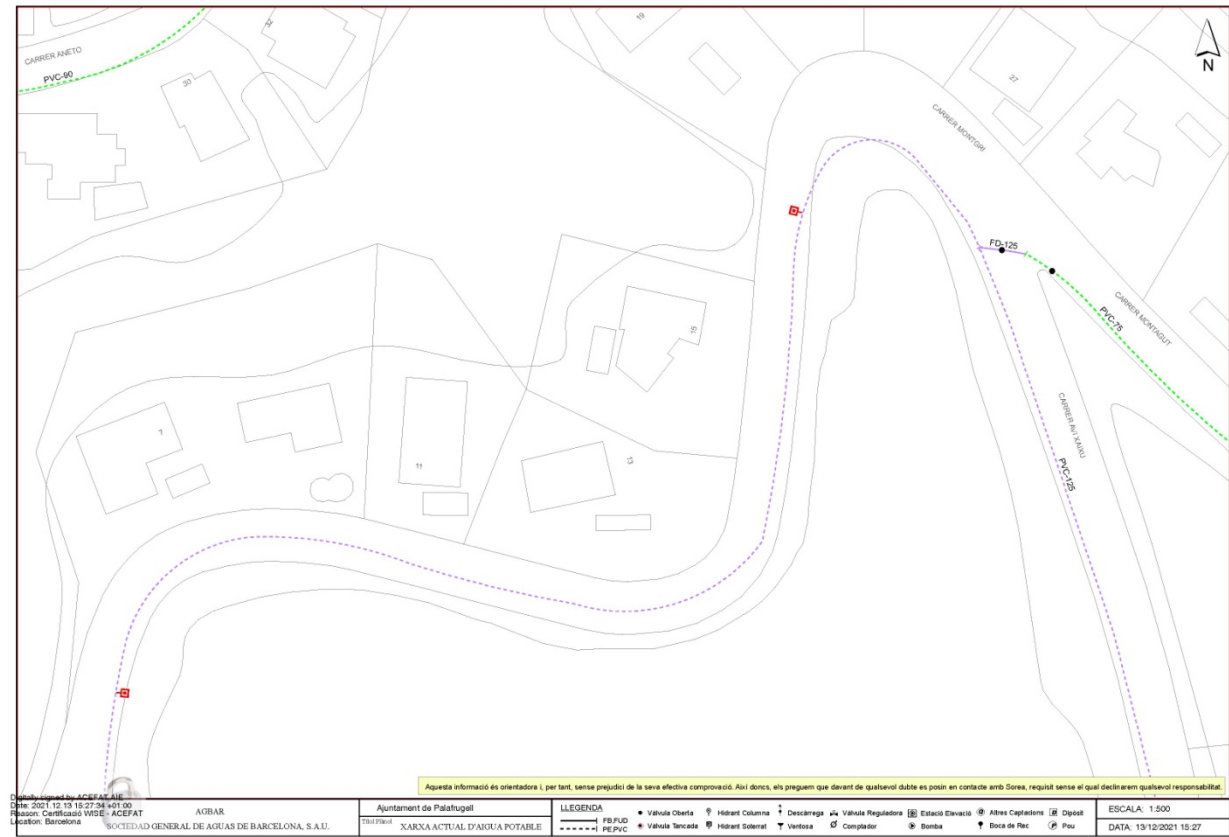 CARRER ANETO
PVC-90
32
30
19
27
N
CARRER MONTGRI
FD-125
CARRER MONTAGUT
PVC-75
15
CARRER AVI XAIXU
PVC-125
7
11
13
Aquesta informació és orientadora i, per tant, sense prejudici de la seva efectiva comprovació. Així doncs, els preguem que davant de qualsevol dubte es posin en contacte amb Sorea, requisit sense el qual declinarem qualsevol responsabilitat.
Digitally signed by ACEFAT AIE
Date: 2021.12.13 15:27:34 +01:00
Reason: Certificació WISE - ACEFAT
Location: Barcelona
AGBAR
SOCIEDAD GENERAL DE AGUAS DE BARCELONA, S.A.U.
Ajuntament de Palafrugell
Títol Plànol
XARXA ACTUAL D'AIGUA POTABLE
LLEGENDA
FB,FUD
PE,PVC
Vàlvula Oberta Hidrant Columna Descàrrega Vàlvula Reguladora Estació Elevació Altres Captacions Dipòsit
Vàlvula Tancada Hidrant Soterrat Ventosa Comptador Bomba Boca de Rec Pou
ESCALA: 1:500
DATA: 13/12/2021 15:27